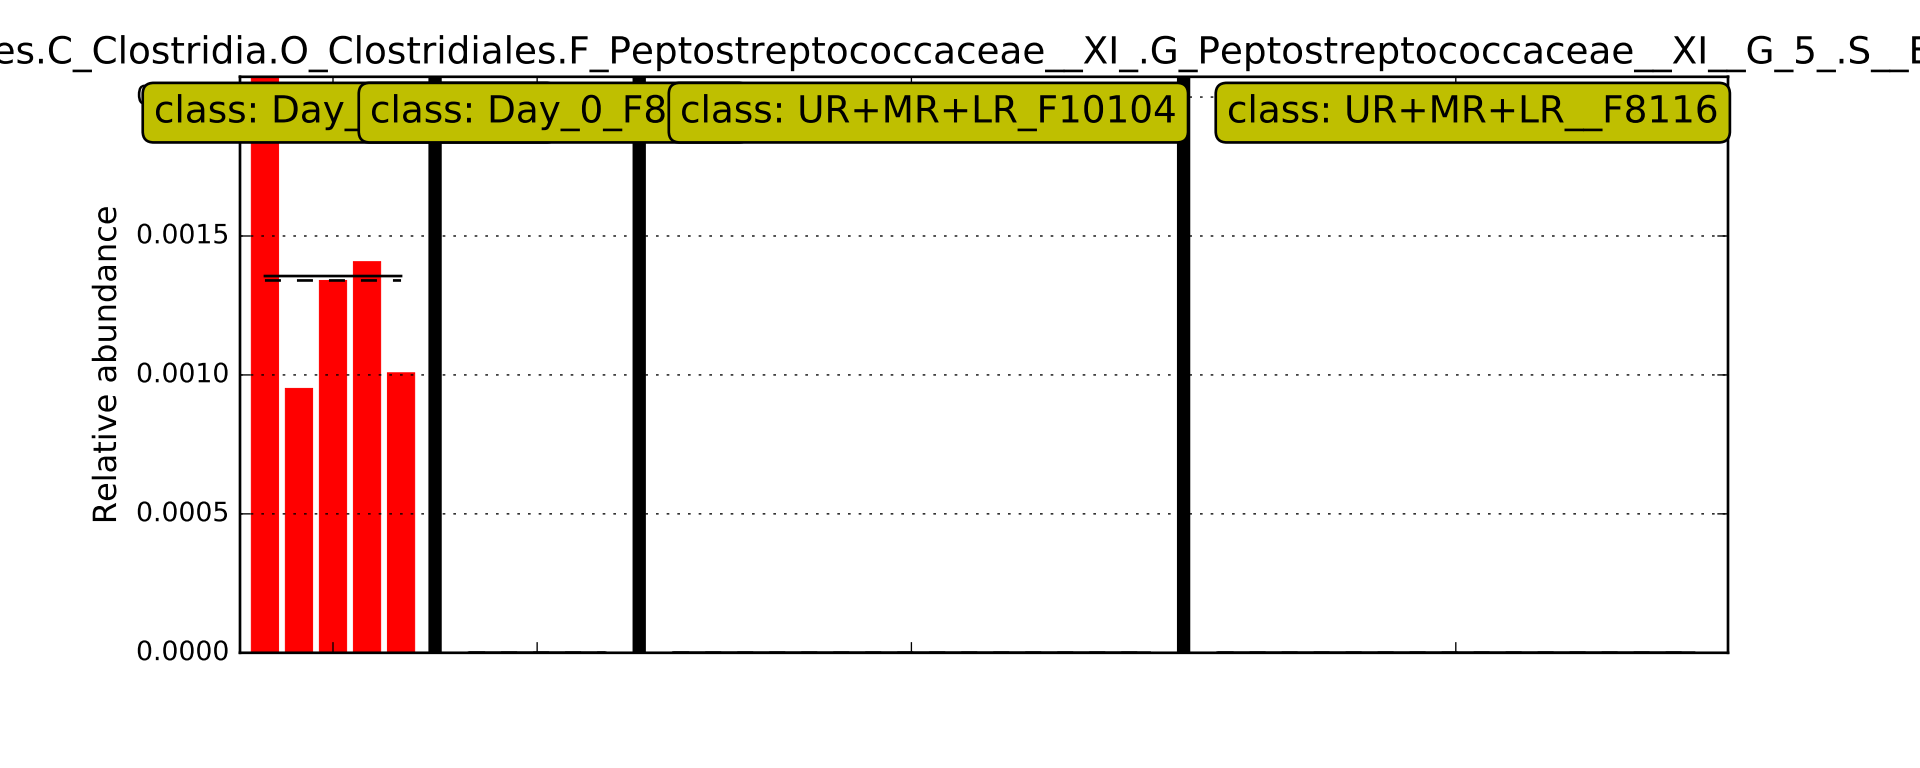 es.C_Clostridia.O_Clostridiales.F_Peptostreptococcaceae__XI_.G_Peptostreptococcaceae__XI__G_5_.S__E
class: Day_ class: Day_0_F8 class: UR+MR+LR_F10104 class: UR+MR+LR__F8116
0.0015
0.0010
0.0005
0.0000
Relative abundance